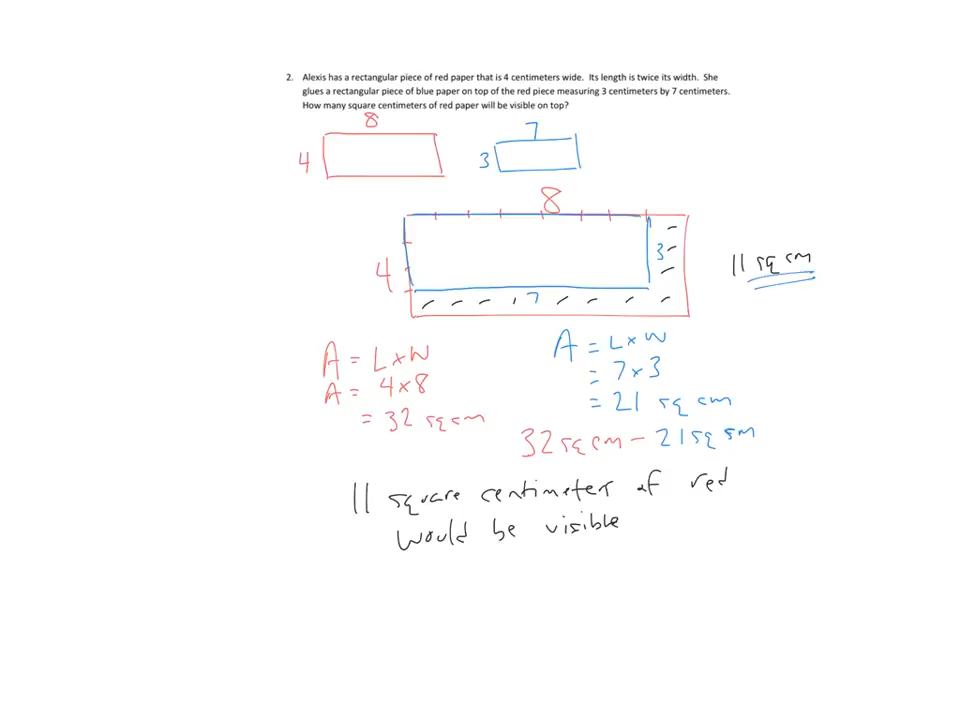 2. Alexis has a rectangular piece of red paper that is 4 centimeters wide. Its length is twice its width. She
glues a rectangular piece of blue paper on top of the red piece measuring 3 centimeters by 7 centimeters.
How many square centimeters of red paper will be visible on top?
8
7
4
3
8
4
3
7
11 sq cm
A = L x W
A = 4 x 8
= 32 sq cm
A = L x W
= 7 x 3
= 21 sq cm
32 sq cm - 21 sq cm
11 square centimeters of red
would be visible